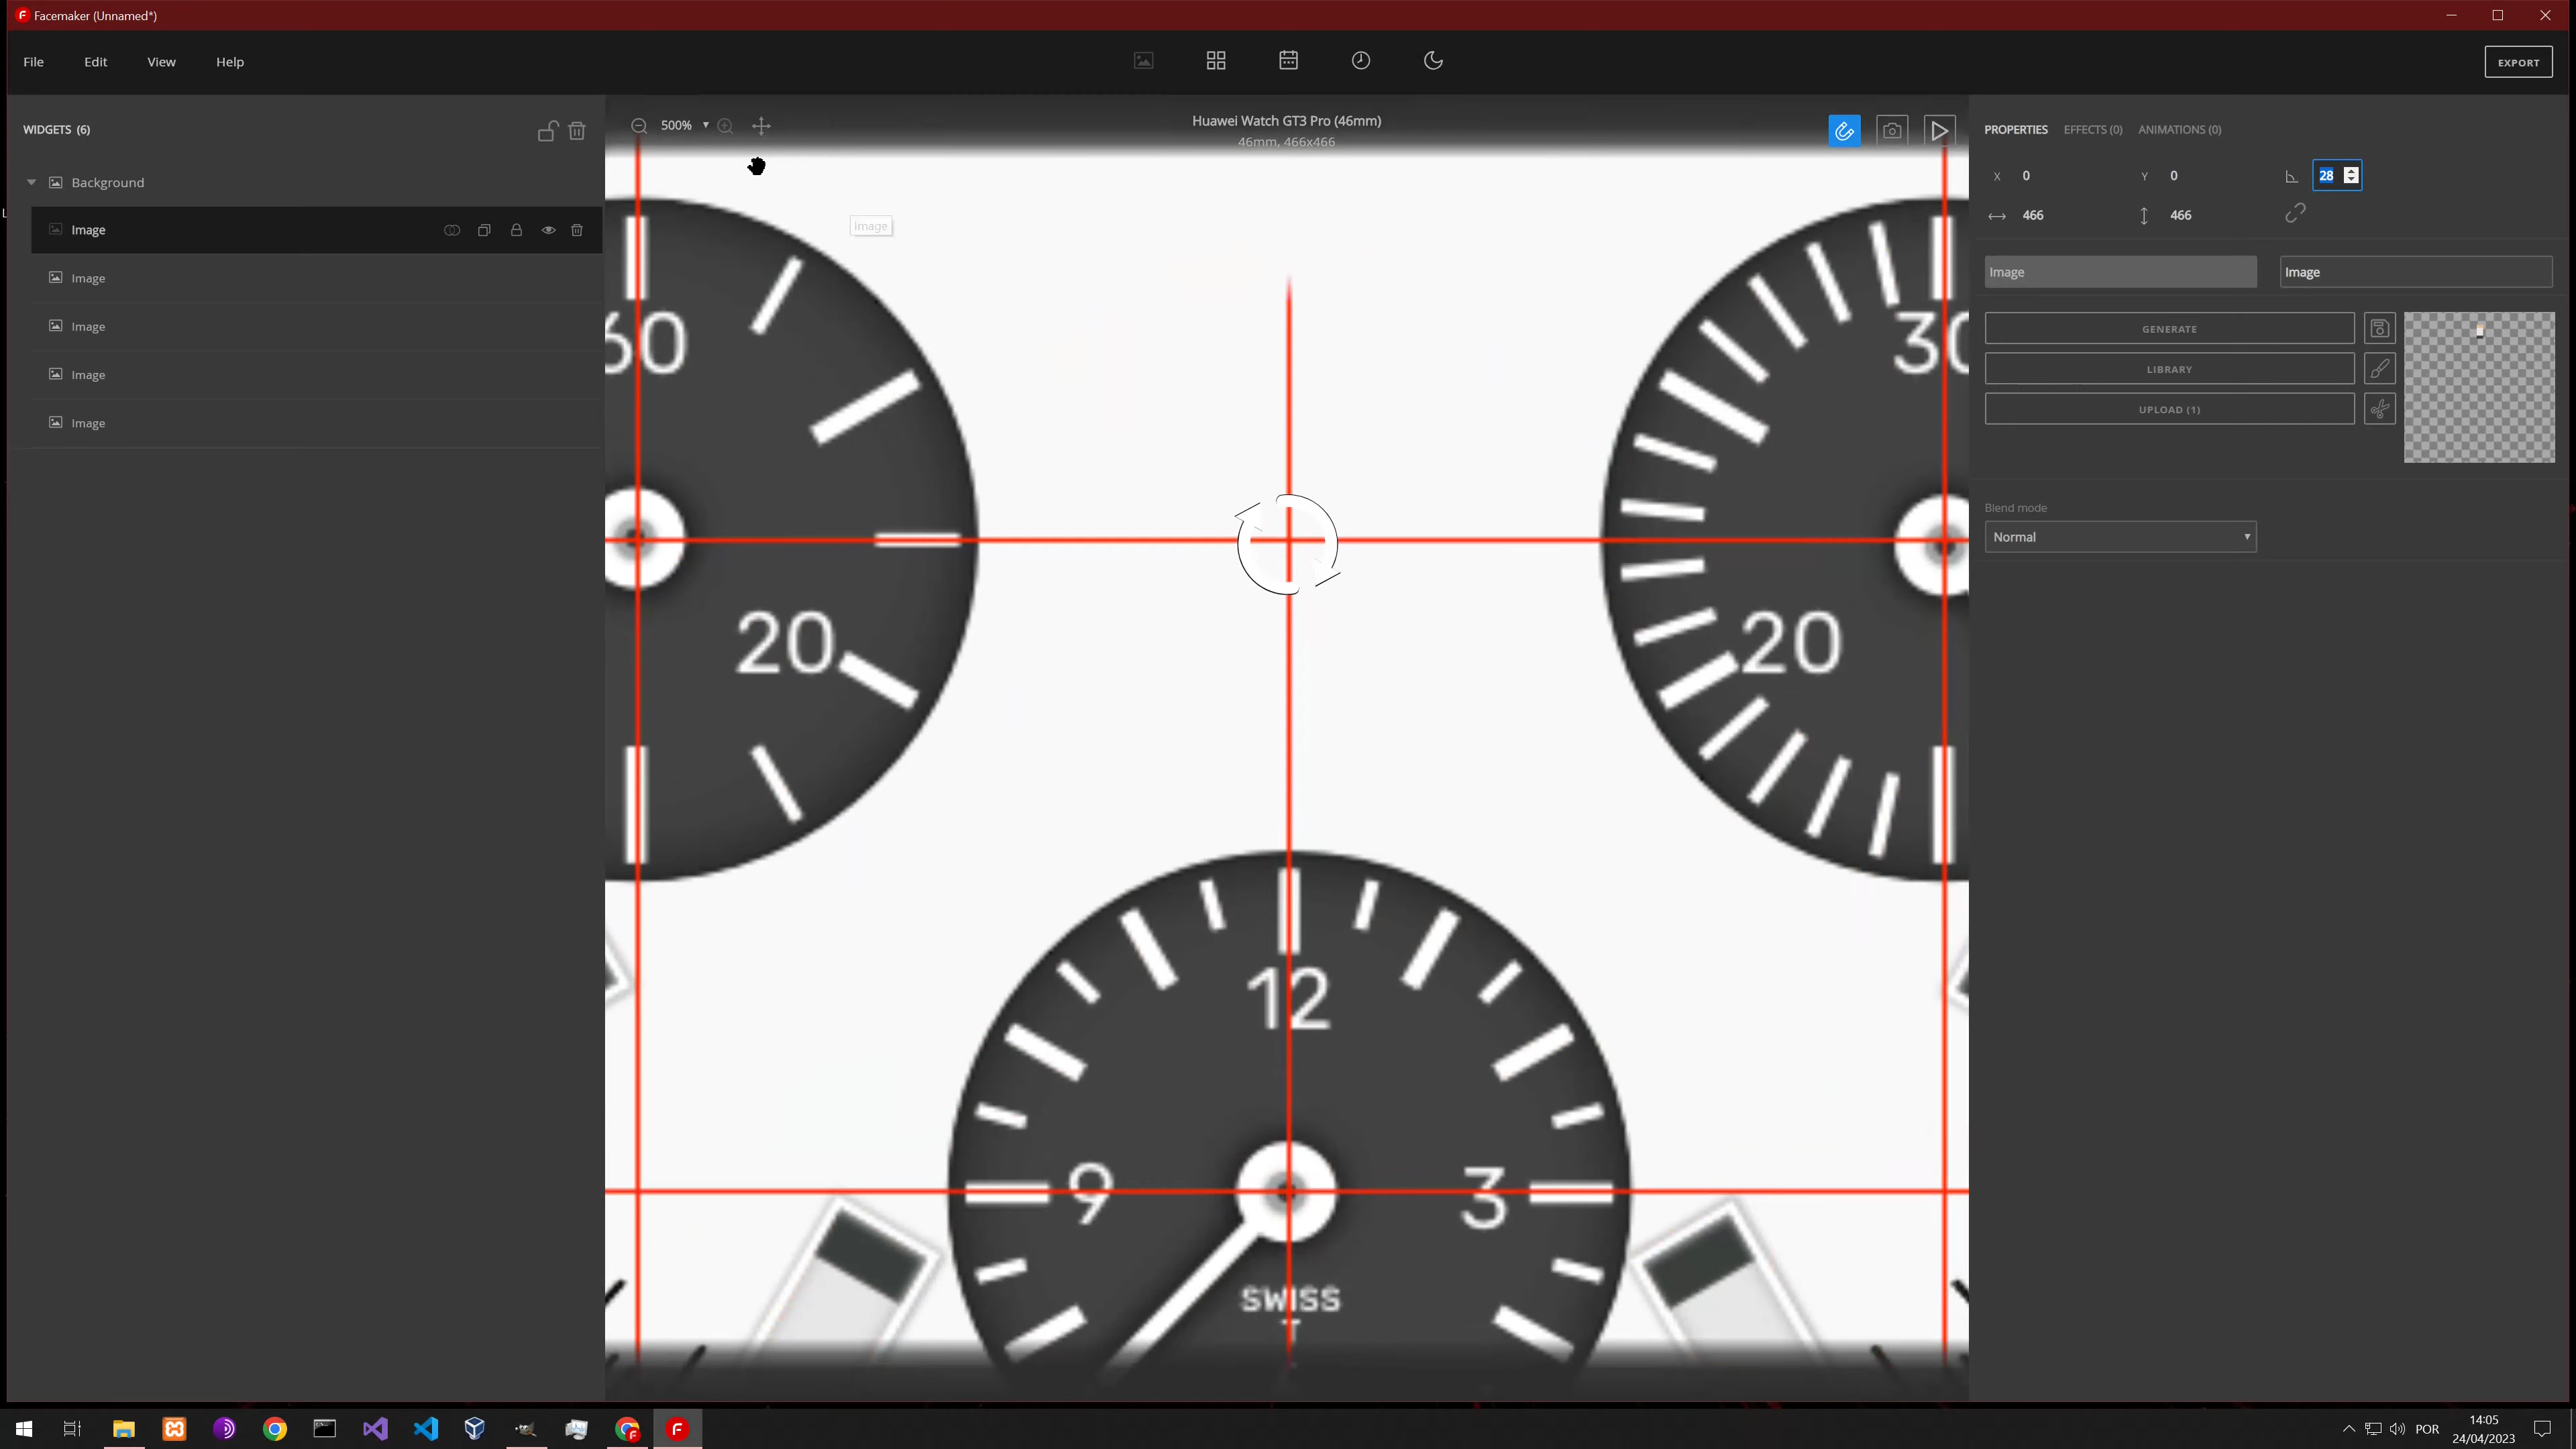 Facemaker (Unnamed*)
File Edit View Help
EXPORT
WIDGETS (6)
500%
Huawei Watch GT3 Pro (46mm)
46mm, 466x466
PROPERTIES EFFECTS (0) ANIMATIONS (0)
X 0 Y 0 28
466 466
Background
Image
Image
Image
Image
Image
Image
Image Image
GENERATE
LIBRARY
UPLOAD (1)
Blend mode
Normal
60
30
20
20
12
9
3
SWISS
T
POR
14:05
24/04/2023